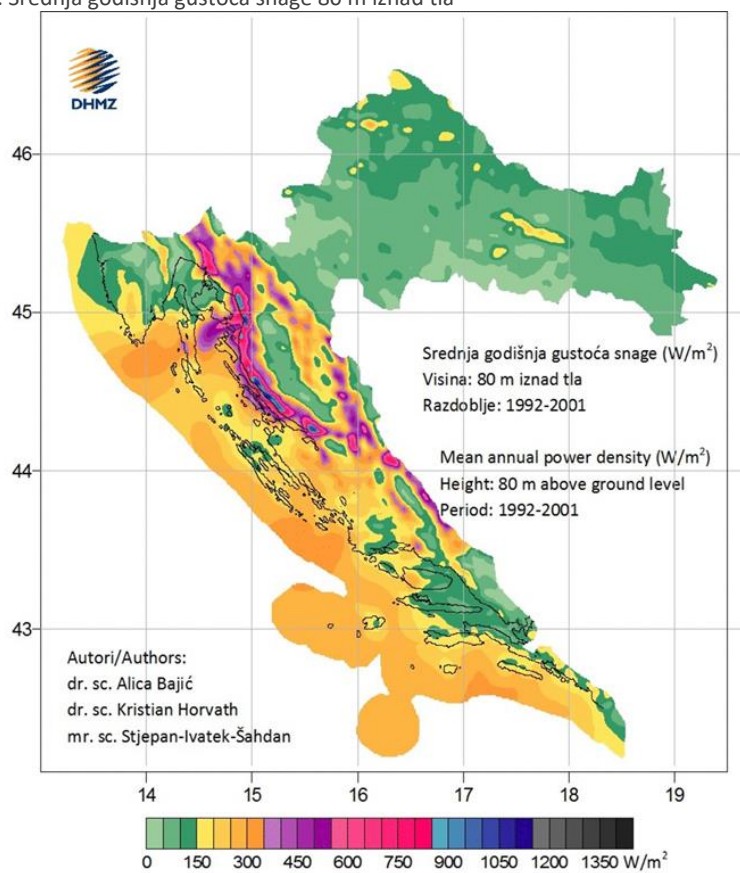 . Srednja godišnja gustoća snage 80 m iznad tla
DHMZ
46
45
44
43
Srednja godišnja gustoća snage (W/m²)
Visina: 80 m iznad tla
Razdoblje: 1992-2001
Mean annual power density (W/m²)
Height: 80 m above ground level
Period: 1992-2001
Autori/Authors:
dr. sc. Alica Bajić
dr. sc. Kristian Horvath
mr. sc. Stjepan-Ivatek-Šahdan
14 15 16 17 18 19
0 150 300 450 600 750 900 1050 1200 1350 W/m²